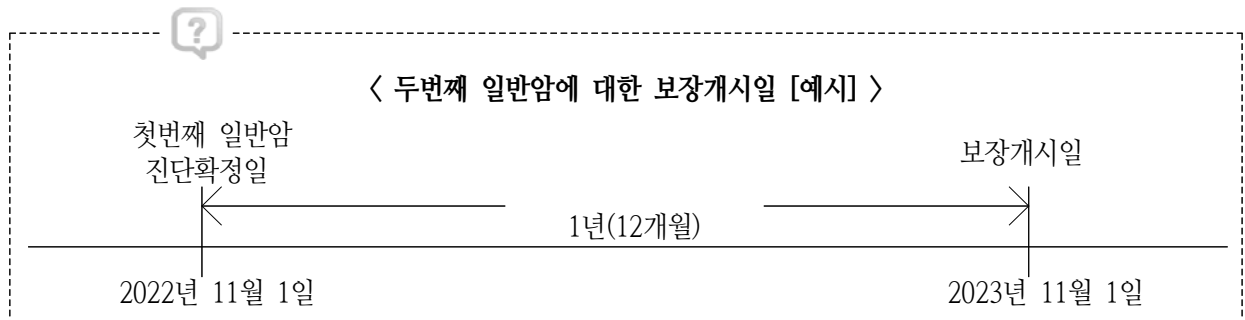 ?
〈 두번째 일반암에 대한 보장개시일 [예시] 〉
첫번째 일반암
진단확정일
보장개시일
1년(12개월)
2022년 11월 1일
2023년 11월 1일